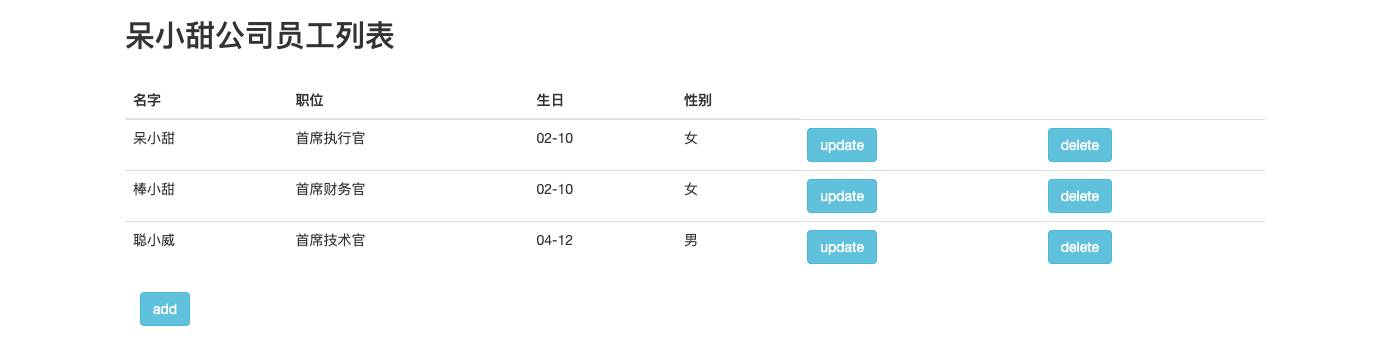 呆小甜公司员工列表
名字 职位 生日 性别
呆小甜 首席执行官 02-10 女 update delete
棒小甜 首席财务官 02-10 女 update delete
聪小威 首席技术官 04-12 男 update delete
add